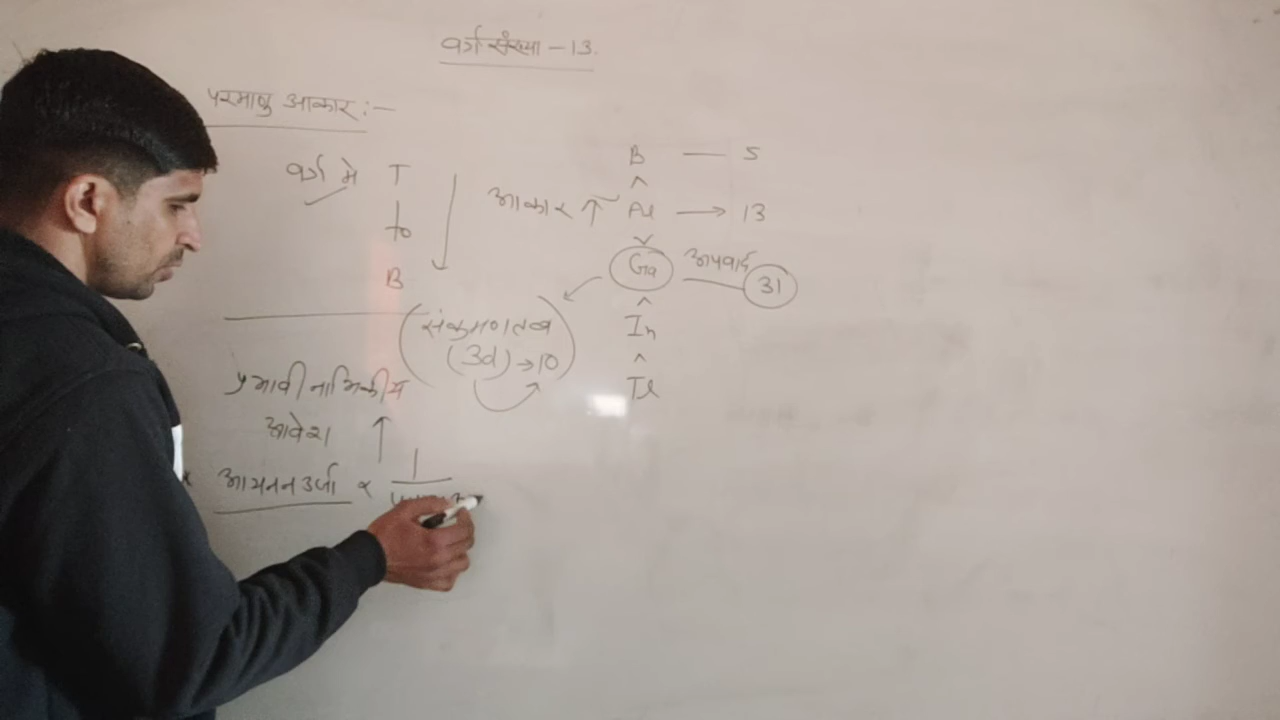 वर्ग संख्या - 13.
परमाणु आकार :-
वर्ग मे T
to
B
आकार ↑
B — 5
^
Al → 13
v
Ga अपवाद 31
^
In
^
Tl
(संक्रमण तत्व
(3d) → 10)
प्रभावी नाभिकीय
आवेश ↑
* आयनन उर्जा ∝ 1